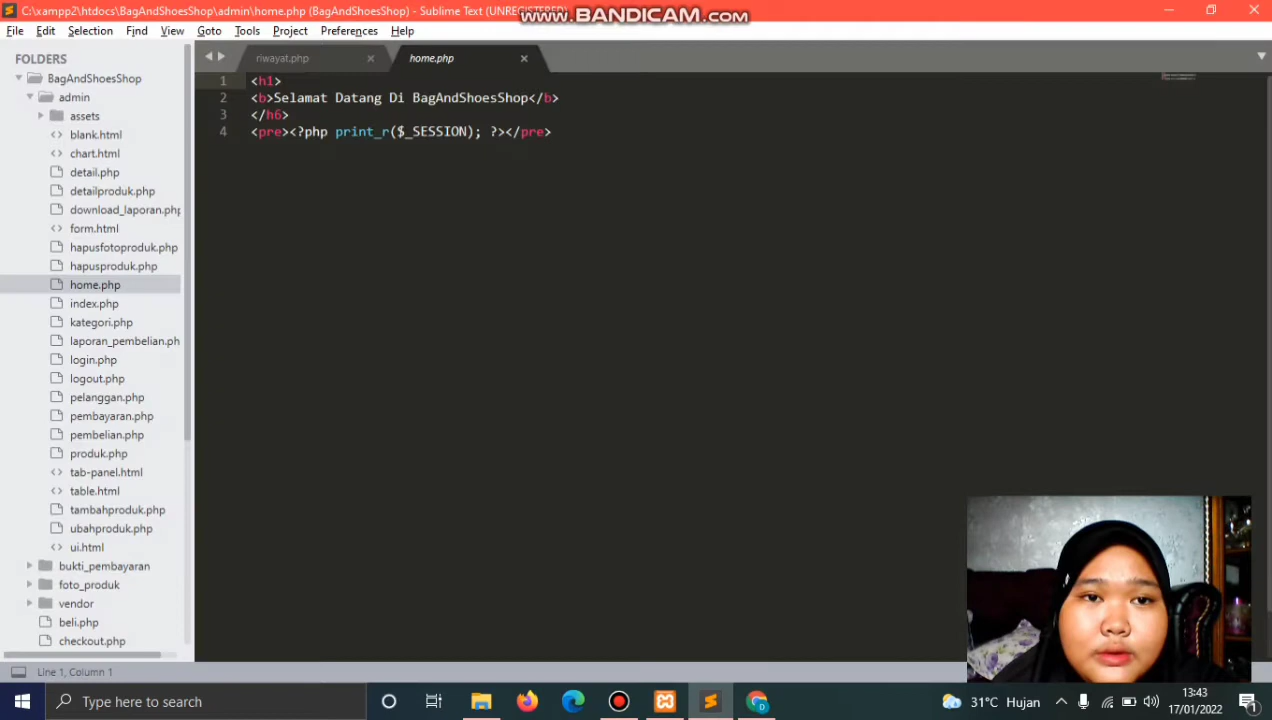 C:\xampp2\htdocs\BagAndShoesShop\admin\home.php (BagAndShoesShop) - Sublime Text (UNREGISTERED)
www.BANDICAM.com
File Edit Selection Find View Goto Tools Project Preferences Help
FOLDERS
BagAndShoesShop
admin
assets
blank.html
chart.html
detail.php
detailproduk.php
download_laporan.php
form.html
hapusfotoproduk.php
hapusproduk.php
home.php
index.php
kategori.php
laporan_pembelian.ph
login.php
logout.php
pelanggan.php
pembayaran.php
pembelian.php
produk.php
tab-panel.html
table.html
tambahproduk.php
ubahproduk.php
ui.html
bukti_pembayaran
foto_produk
vendor
beli.php
checkout.php
riwayat.php
home.php
1 <h1>
2 <b>Selamat Datang Di BagAndShoesShop</b>
3 </h6>
4 <pre><?php print_r($_SESSION); ?></pre>
Line 1, Column 1
Type here to search
D
31°C Hujan
13:43
17/01/2022
1